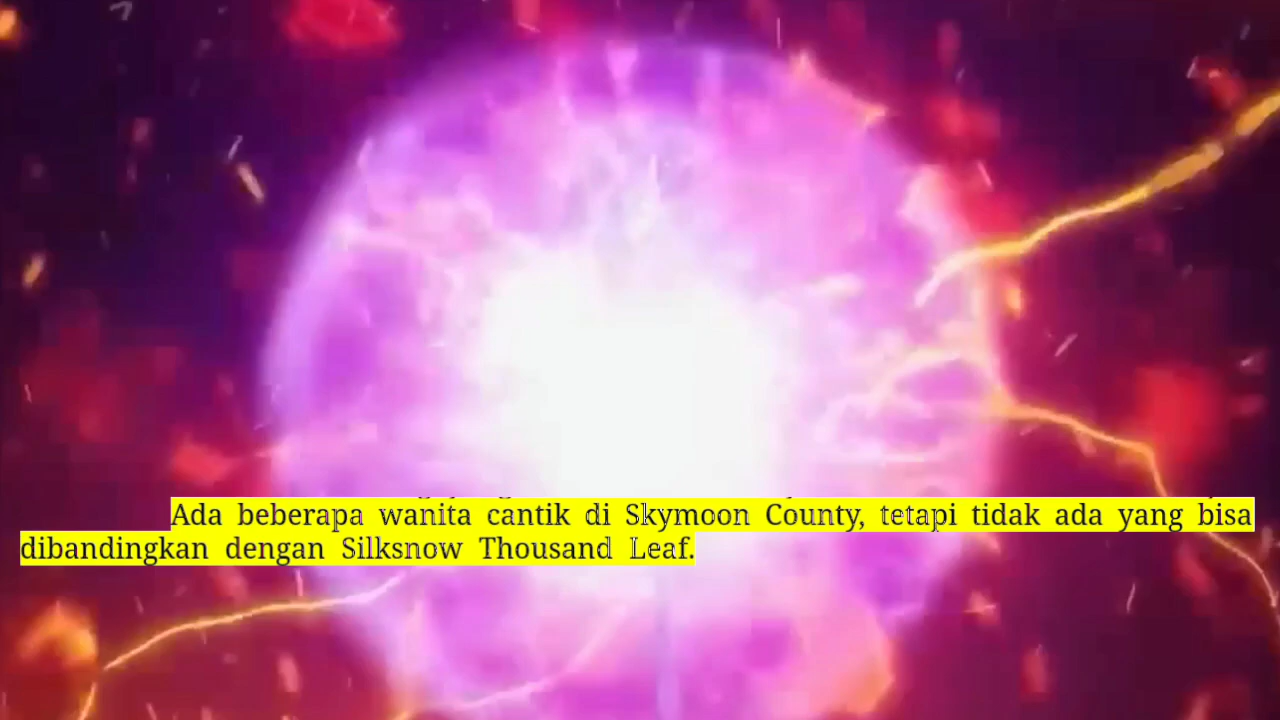 Ada beberapa wanita cantik di Skymoon County, tetapi tidak ada yang bisa
dibandingkan dengan Silksnow Thousand Leaf.